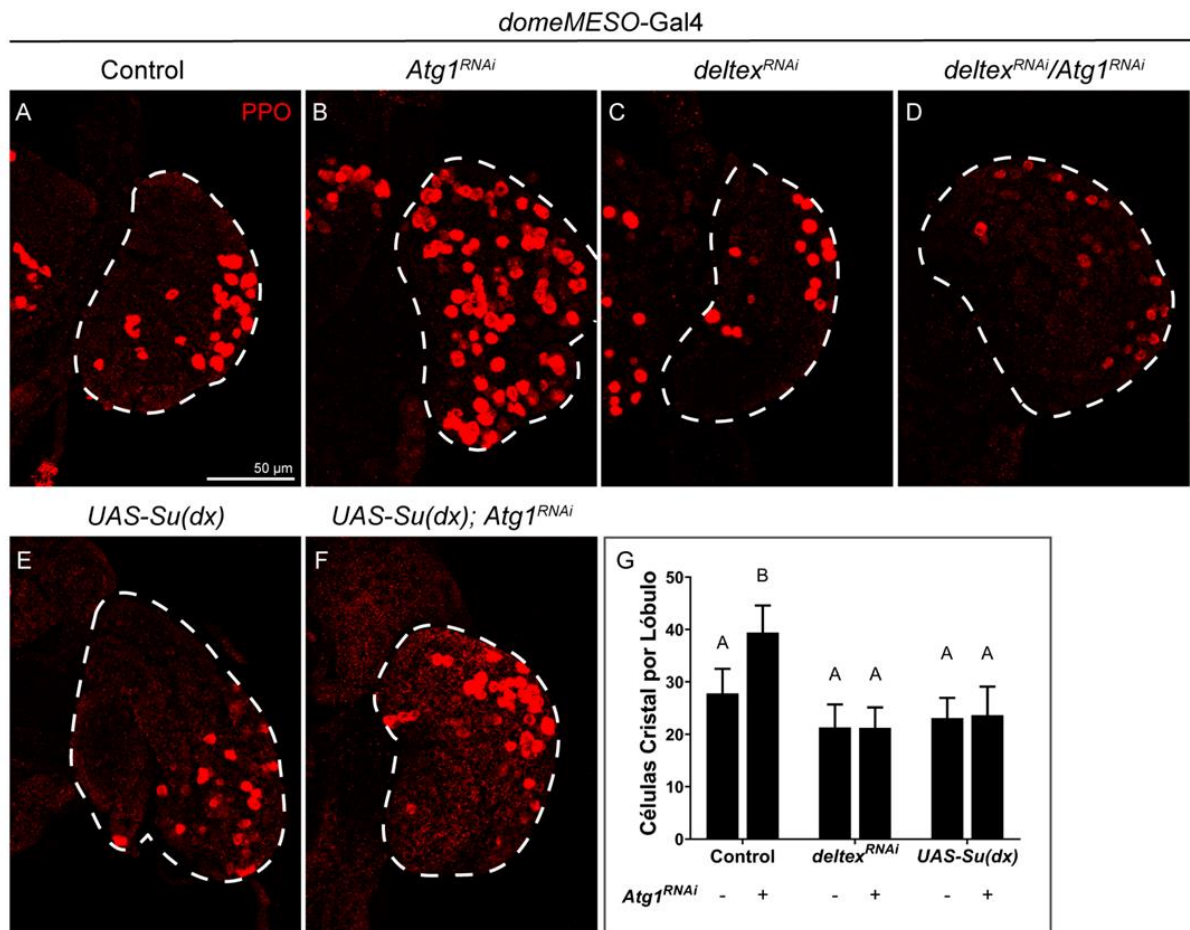 domeMESO-Gal4
Control Atg1RNAi deltexRNAi deltexRNAi/Atg1RNAi
A PPO B C D
50 µm
UAS-Su(dx) UAS-Su(dx); Atg1RNAi
E F G
Células Cristal por Lóbulo
50
40
30
20
10
0
A B A A A A
Control deltexRNAi UAS-Su(dx)
Atg1RNAi - + - + - +